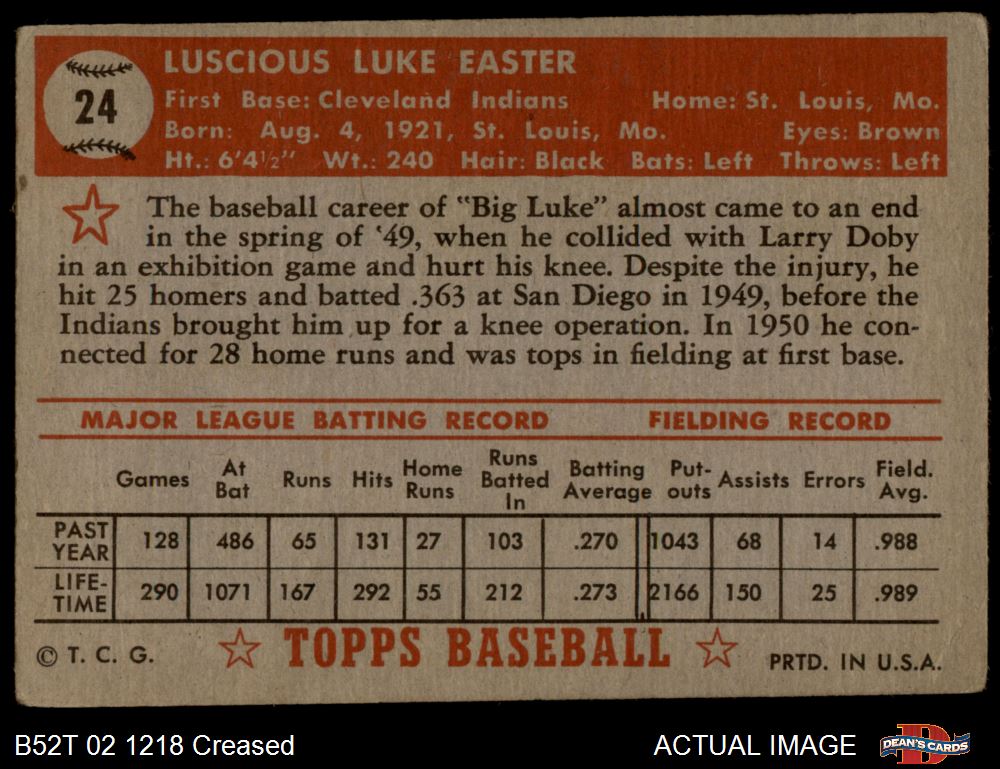 24
LUSCIOUS LUKE EASTER
First Base: Cleveland Indians Home: St. Louis, Mo.
Born: Aug. 4, 1921, St. Louis, Mo. Eyes: Brown
Ht.: 6'4½" Wt.: 240 Hair: Black Bats: Left Throws: Left
The baseball career of "Big Luke" almost came to an end
in the spring of '49, when he collided with Larry Doby
in an exhibition game and hurt his knee. Despite the injury, he
hit 25 homers and batted .363 at San Diego in 1949, before the
Indians brought him up for a knee operation. In 1950 he con-
nected for 28 home runs and was tops in fielding at first base.
MAJOR LEAGUE BATTING RECORD FIELDING RECORD
Games At Bat Runs Hits Home Runs Runs Batted In Batting Average Put-outs Assists Errors Field. Avg.
PAST YEAR 128 486 65 131 27 103 .270 1043 68 14 .988
LIFE-TIME 290 1071 167 292 55 212 .273 2166 150 25 .989
© T. C. G. TOPPS BASEBALL PRTD. IN U.S.A.
B52T 02 1218 Creased ACTUAL IMAGE DEAN'S CARDS